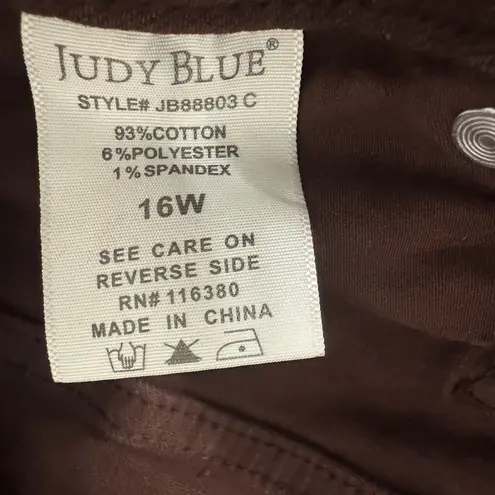 JUDY BLUE®
STYLE# JB88803 C
93%COTTON
6%POLYESTER
1%SPANDEX
16W
SEE CARE ON
REVERSE SIDE
RN# 116380
MADE IN CHINA